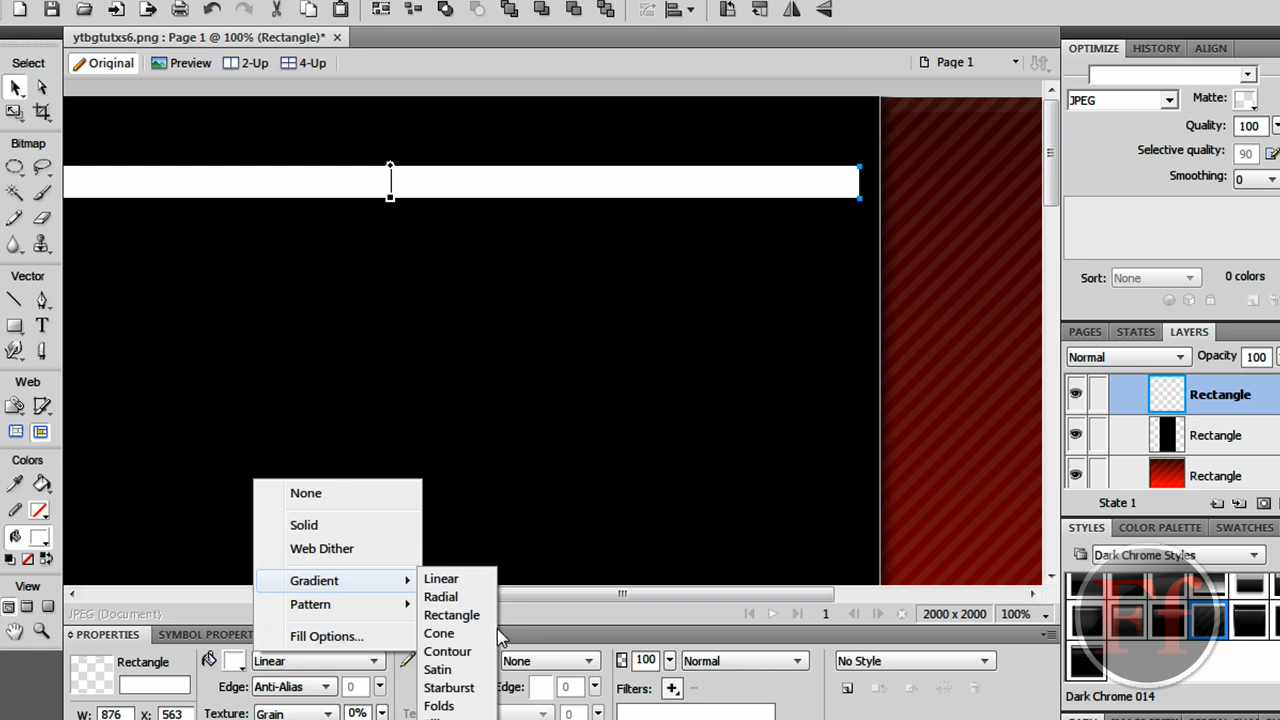 ytbgtutxs6.png : Page 1 @ 100% (Rectangle)*
Original Preview 2-Up 4-Up Page 1
Select
Bitmap
Vector
Web
Colors
View
OPTIMIZE HISTORY ALIGN
JPEG Matte:
Quality: 100
Selective quality: 90
Smoothing: 0
Sort: None 0 colors
PAGES STATES LAYERS
Normal Opacity 100
Rectangle
Rectangle
Rectangle
State 1
STYLES COLOR PALETTE SWATCHES
Dark Chrome Styles
Ff
Dark Chrome 014
None
Solid
Web Dither
Gradient
Pattern
Fill Options...
Linear
Radial
Rectangle
Cone
Contour
Satin
Starburst
Folds
JPEG (Document) 1 2000 x 2000 100%
PROPERTIES SYMBOL PROPERT
Rectangle Linear None 100 Normal No Style
Edge: Anti-Alias 0 Edge: 0 Filters:
W: 876 X: 563 Texture: Grain 0%